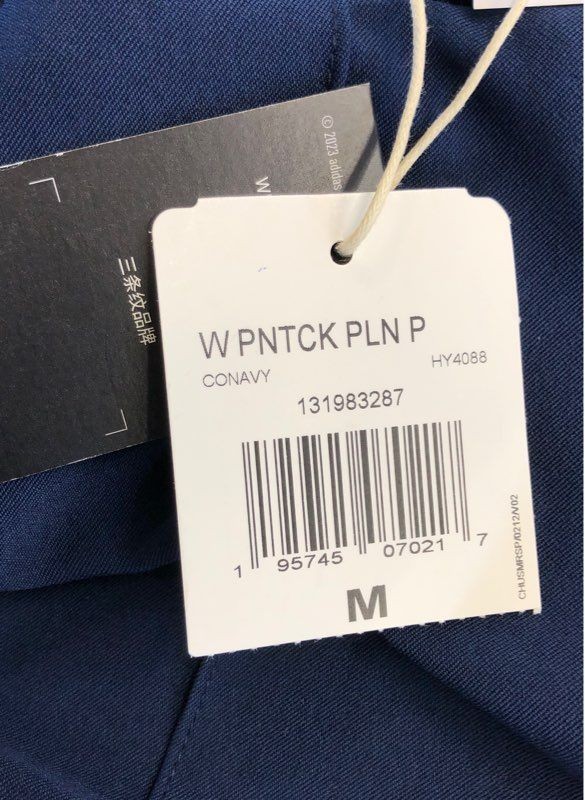 © 2023 adidas
三条纹品牌
W PNTCK PLN P
CONAVY
HY4088
131983287
1 95745 07021 7
M
CHUSMRSP/0212/V02